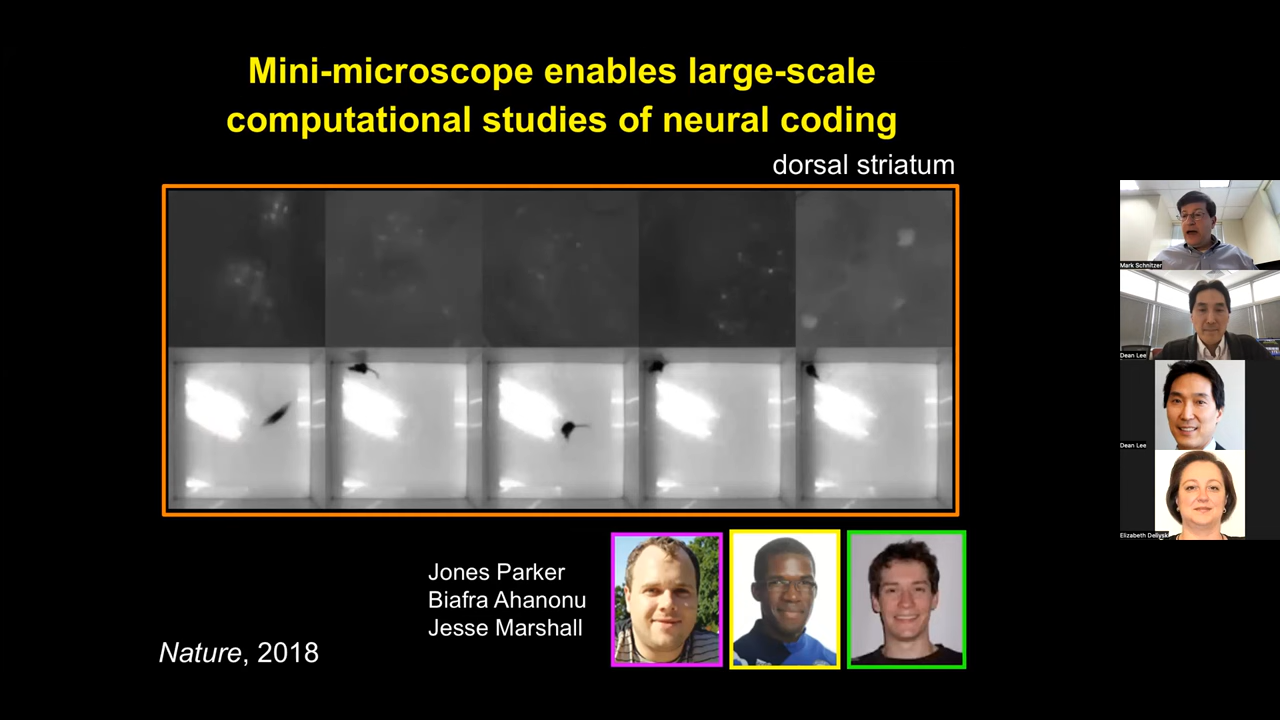 Mini-microscope enables large-scale
computational studies of neural coding
dorsal striatum
Jones Parker
Biafra Ahanonu
Jesse Marshall
Nature, 2018
Mark Schnitzer
Dean Lee
Dean Lee